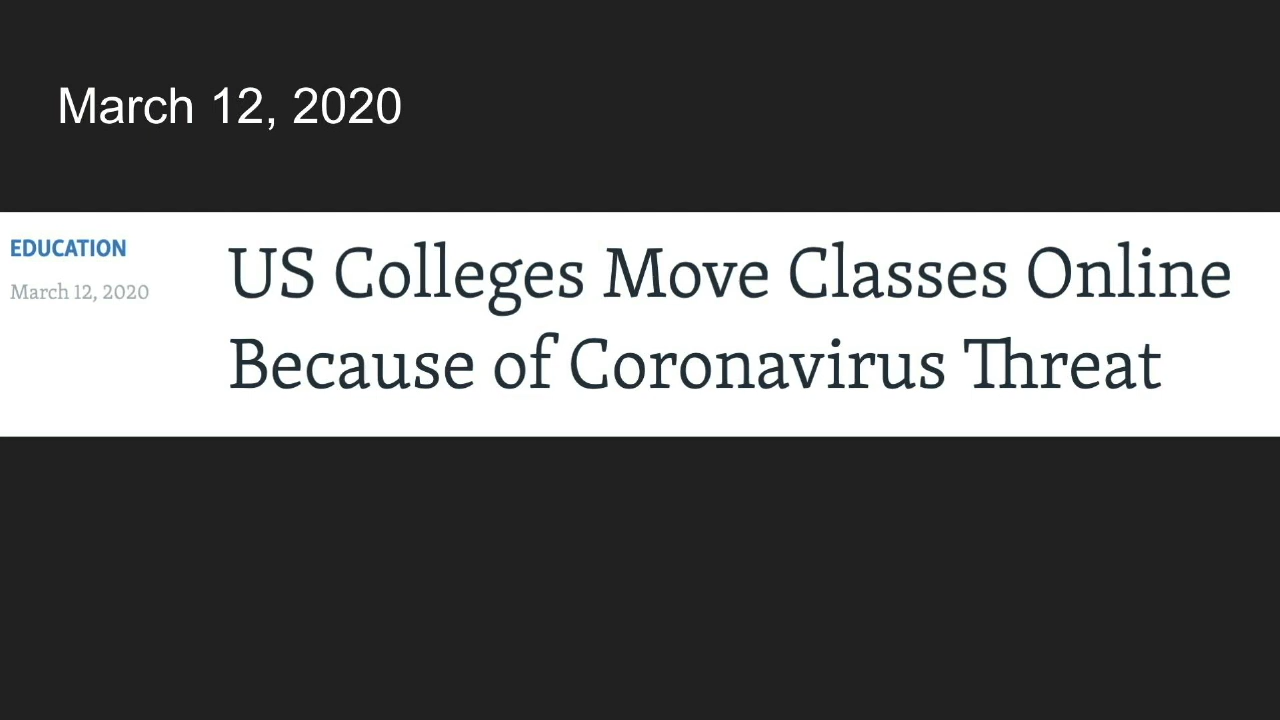 March 12, 2020
EDUCATION
March 12, 2020
US Colleges Move Classes Online
Because of Coronavirus Threat